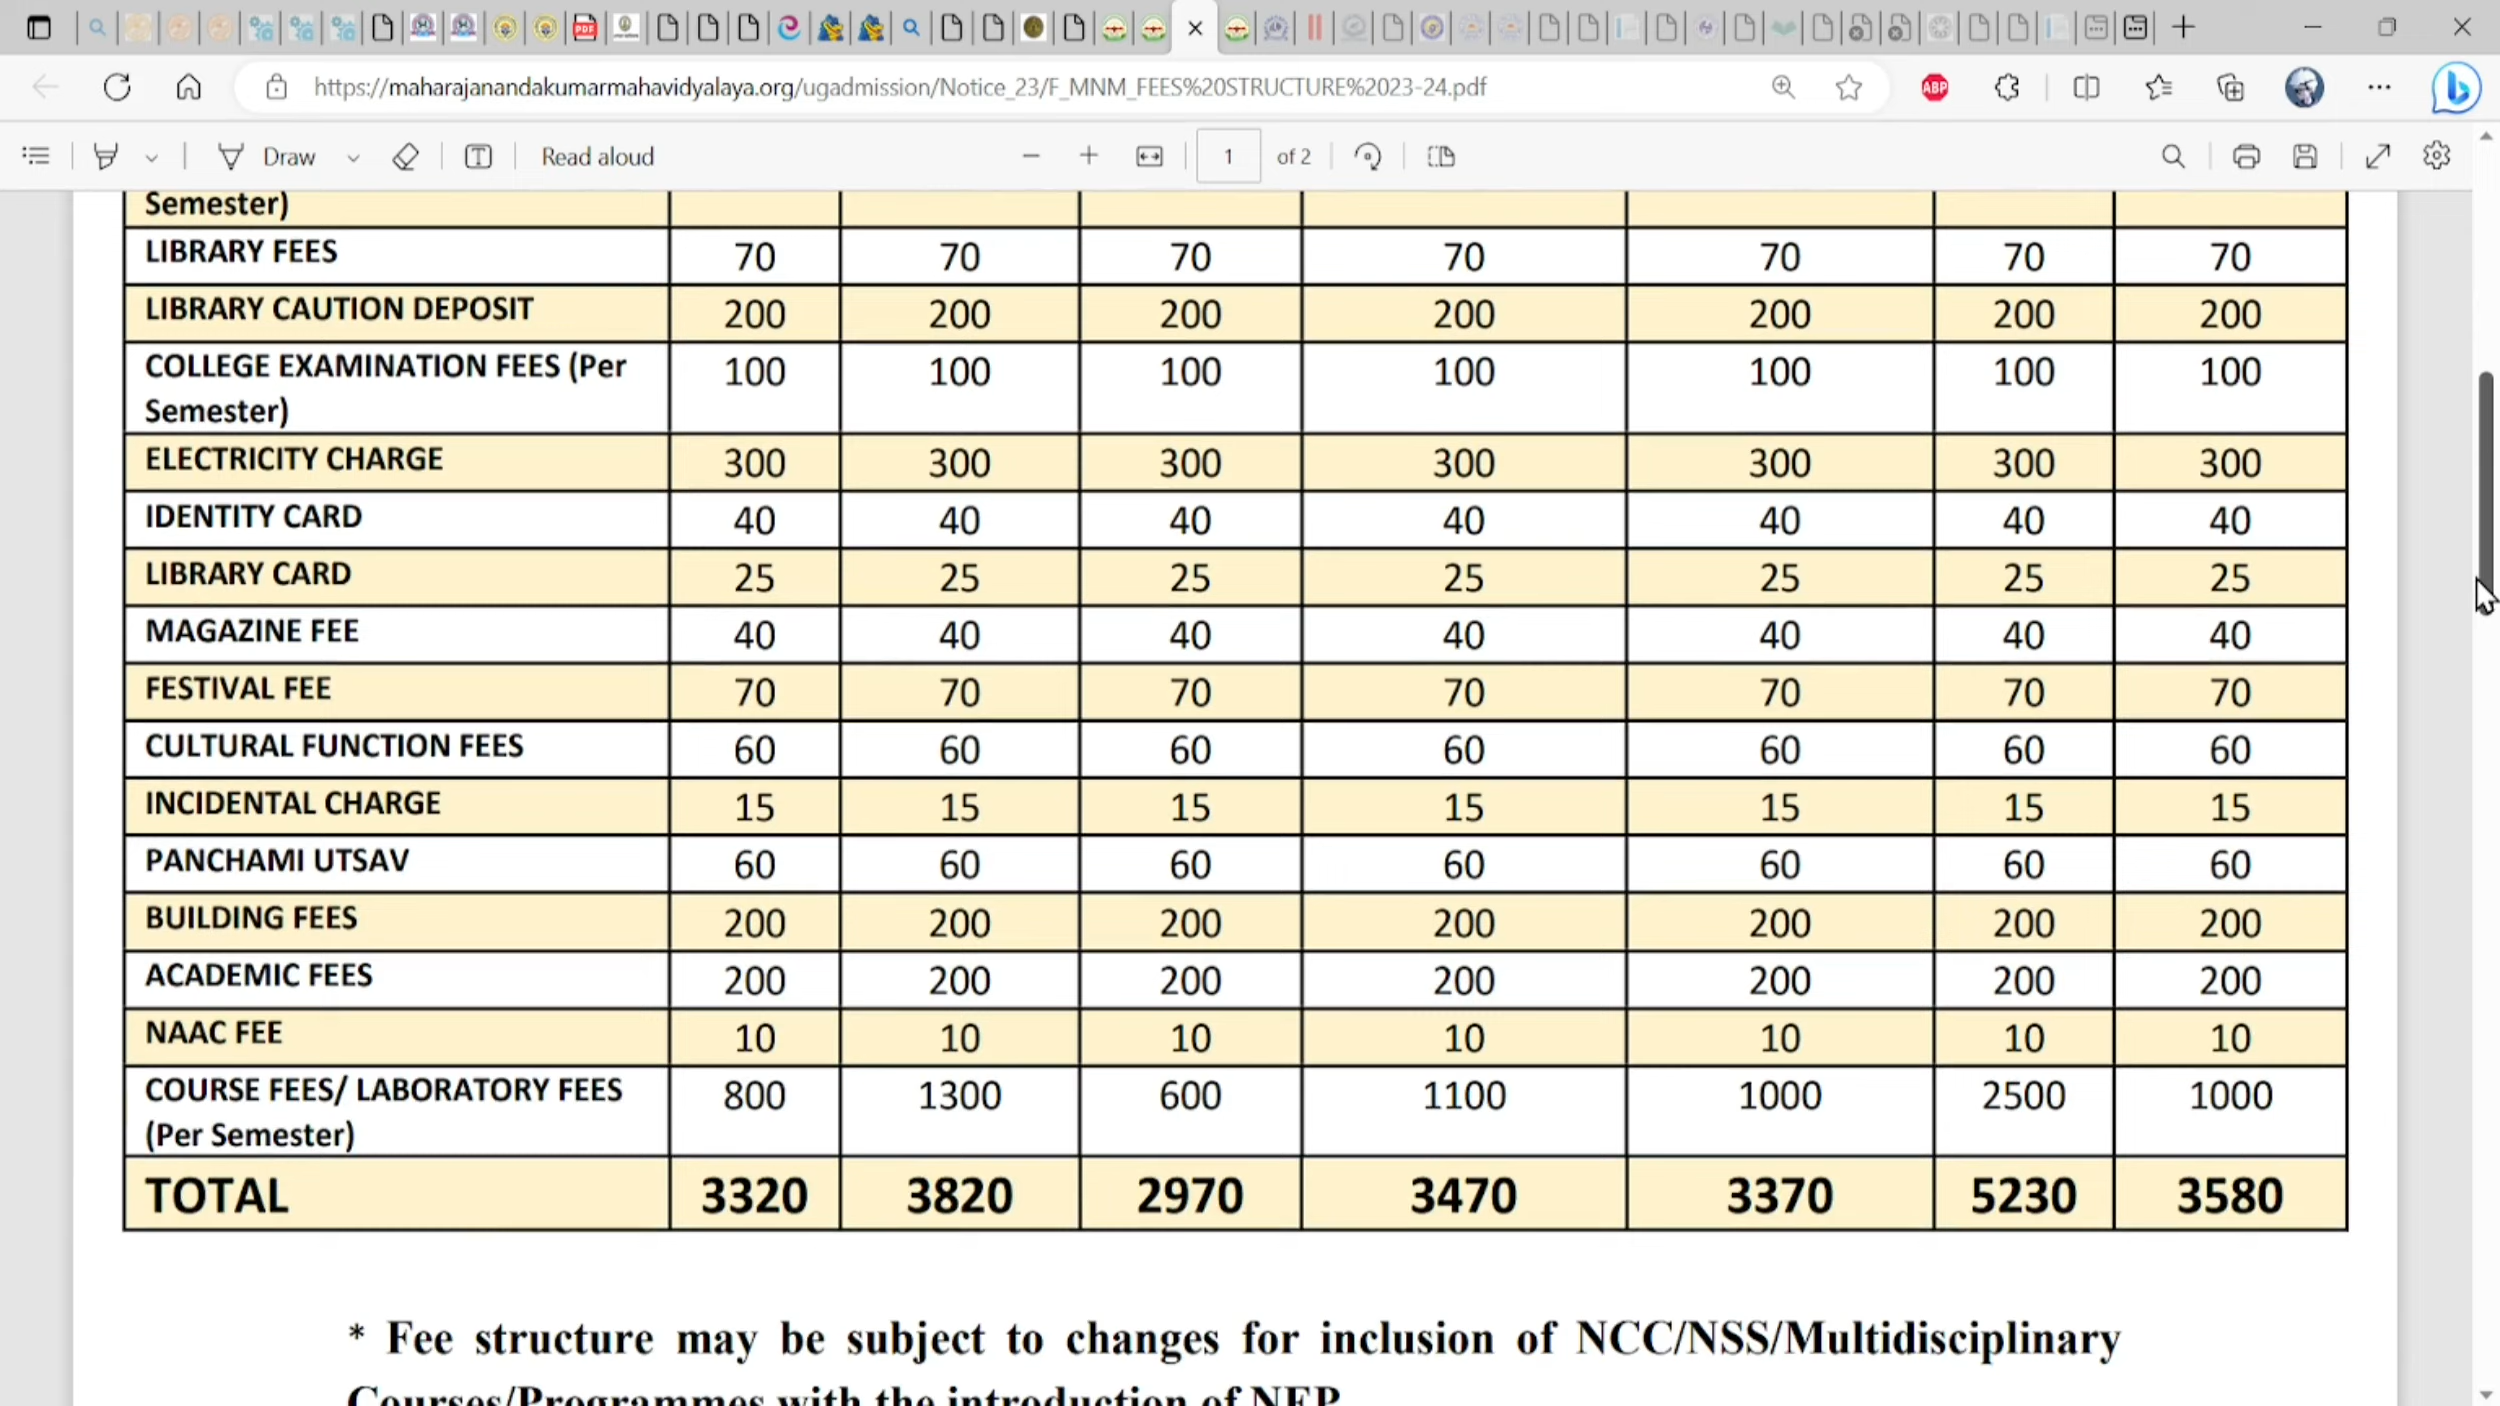 PDF
https://maharajanandakumarmahavidyalaya.org/ugadmission/Notice_23/F_MNM_FEES%20STRUCTURE%2023-24.pdf
ABP
Draw
Read aloud
1 of 2
Semester)
LIBRARY FEES 70 70 70 70 70 70 70
LIBRARY CAUTION DEPOSIT 200 200 200 200 200 200 200
COLLEGE EXAMINATION FEES (Per 100 100 100 100 100 100 100
Semester)
ELECTRICITY CHARGE 300 300 300 300 300 300 300
IDENTITY CARD 40 40 40 40 40 40 40
LIBRARY CARD 25 25 25 25 25 25 25
MAGAZINE FEE 40 40 40 40 40 40 40
FESTIVAL FEE 70 70 70 70 70 70 70
CULTURAL FUNCTION FEES 60 60 60 60 60 60 60
INCIDENTAL CHARGE 15 15 15 15 15 15 15
PANCHAMI UTSAV 60 60 60 60 60 60 60
BUILDING FEES 200 200 200 200 200 200 200
ACADEMIC FEES 200 200 200 200 200 200 200
NAAC FEE 10 10 10 10 10 10 10
COURSE FEES/ LABORATORY FEES 800 1300 600 1100 1000 2500 1000
(Per Semester)
TOTAL 3320 3820 2970 3470 3370 5230 3580
* Fee structure may be subject to changes for inclusion of NCC/NSS/Multidisciplinary
Courses/Programmes with the introduction of NEP